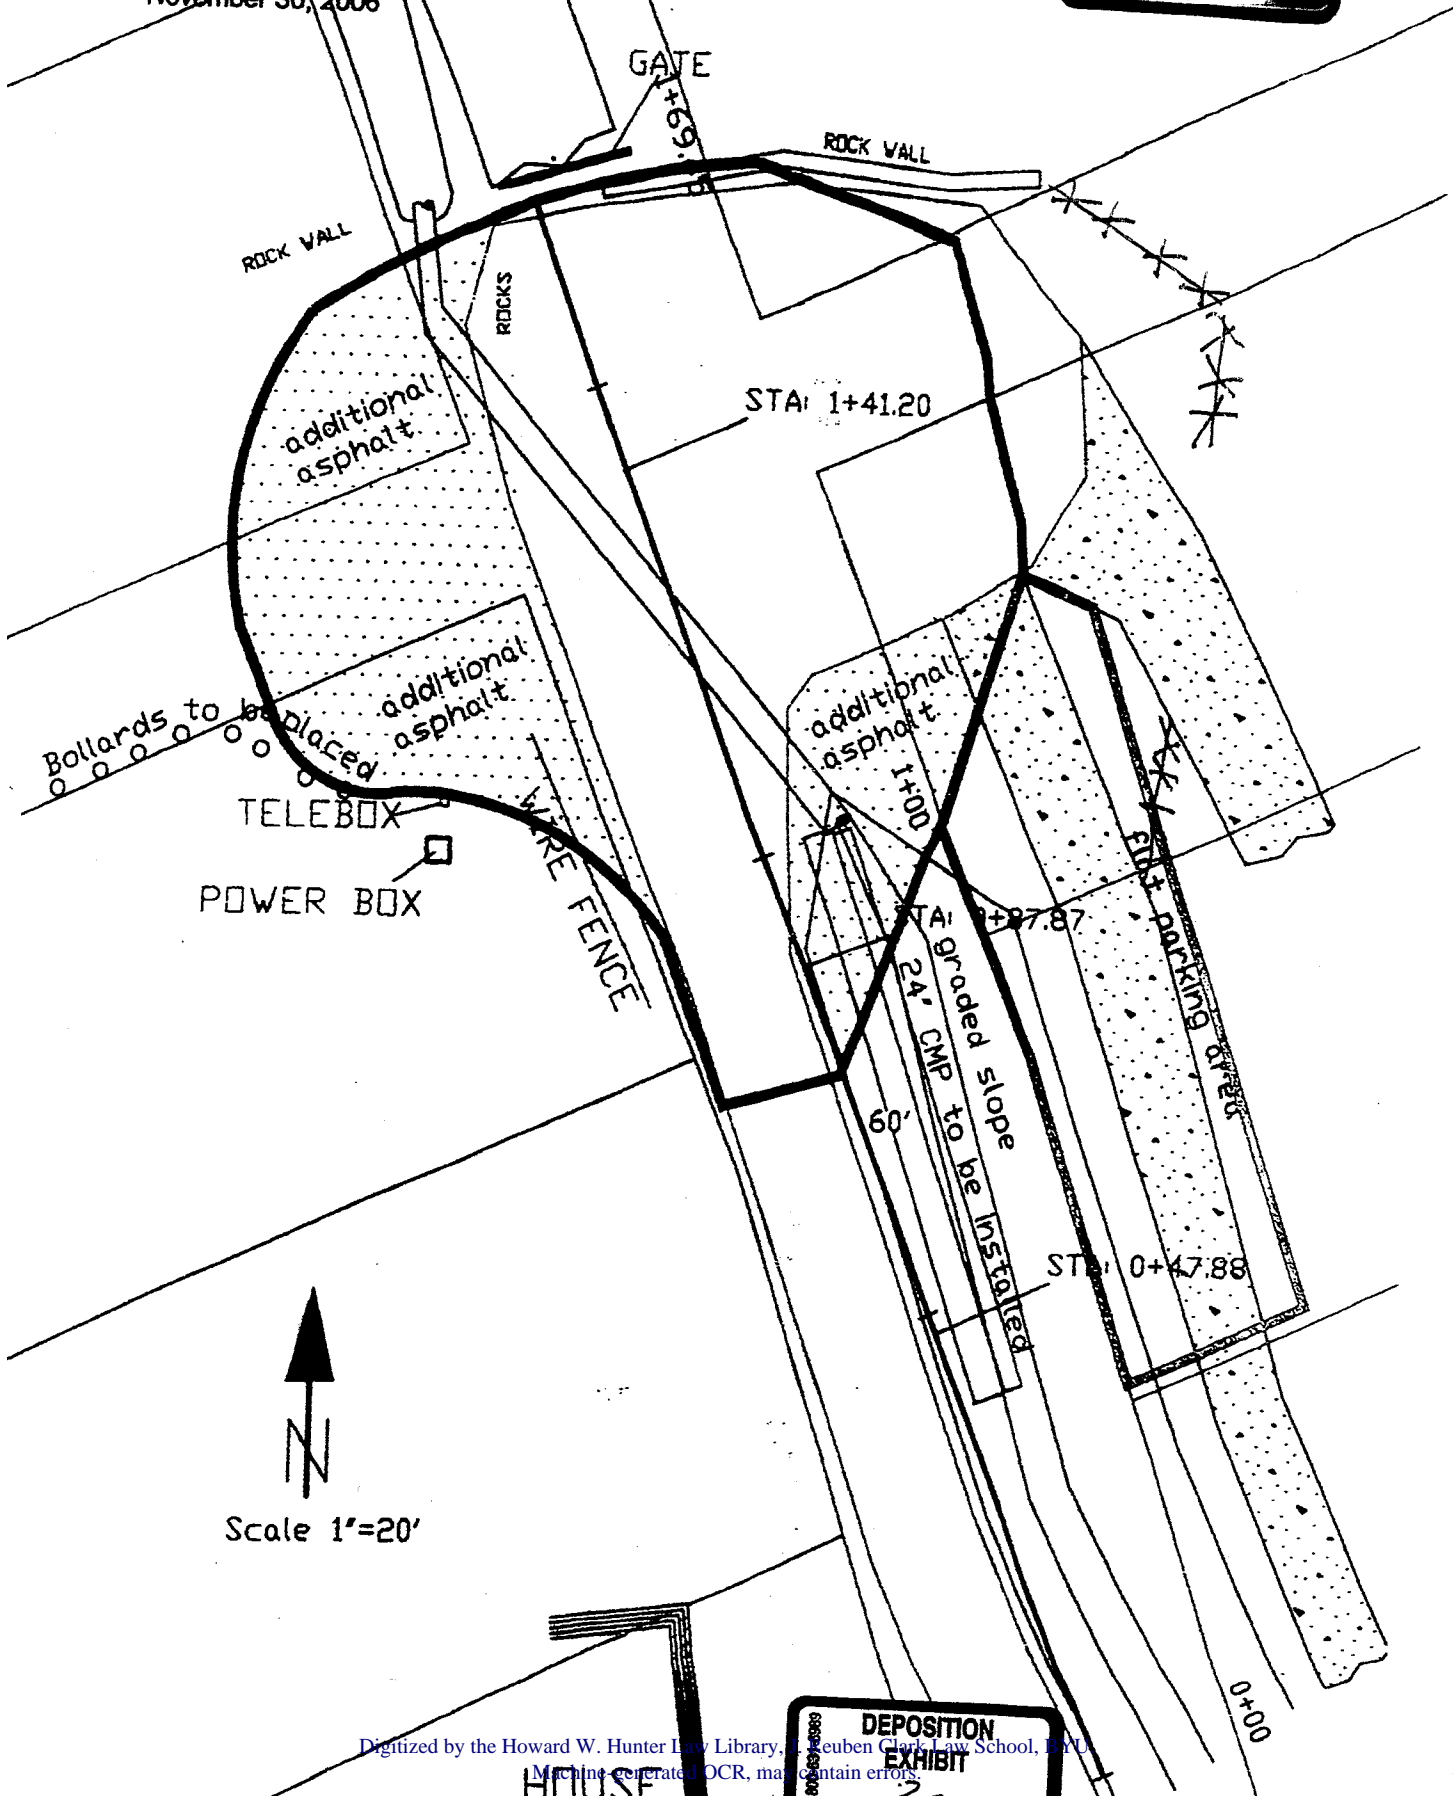 November 30, 2006
GATE
1+69.
ROCK WALL
ROCK WALL
ROCKS
additional
asphalt
STA: 1+41.20
additional
asphalt
additional
asphalt
Bollards to be placed
1+00
TELEBOX
POWER BOX
WIRE FENCE
flat parking area
STA: 0+87.87
graded slope
24' CMP to be installed
60'
STA: 0+47.88
N
Scale 1"=20'
0+00
DEPOSITION
EXHIBIT
Digitized by the Howard W. Hunter Law Library, J. Reuben Clark Law School, BYU.
Machine-generated OCR, may contain errors.
HOUSE